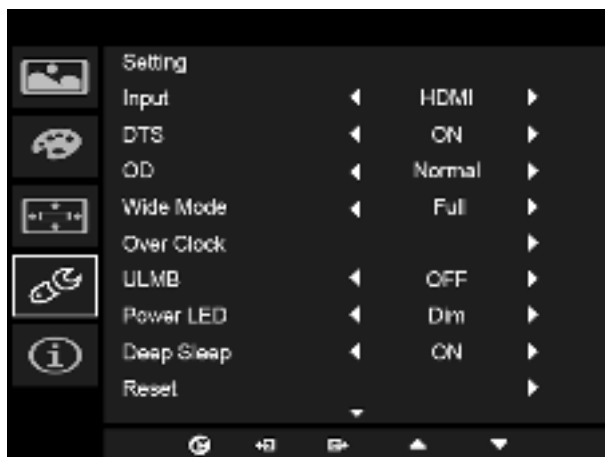 Setting
Input HDMI
DTS ON
OD Normal
Wide Mode Full
Over Clock
ULMB OFF
Power LED Dim
Deep Sleep ON
Reset